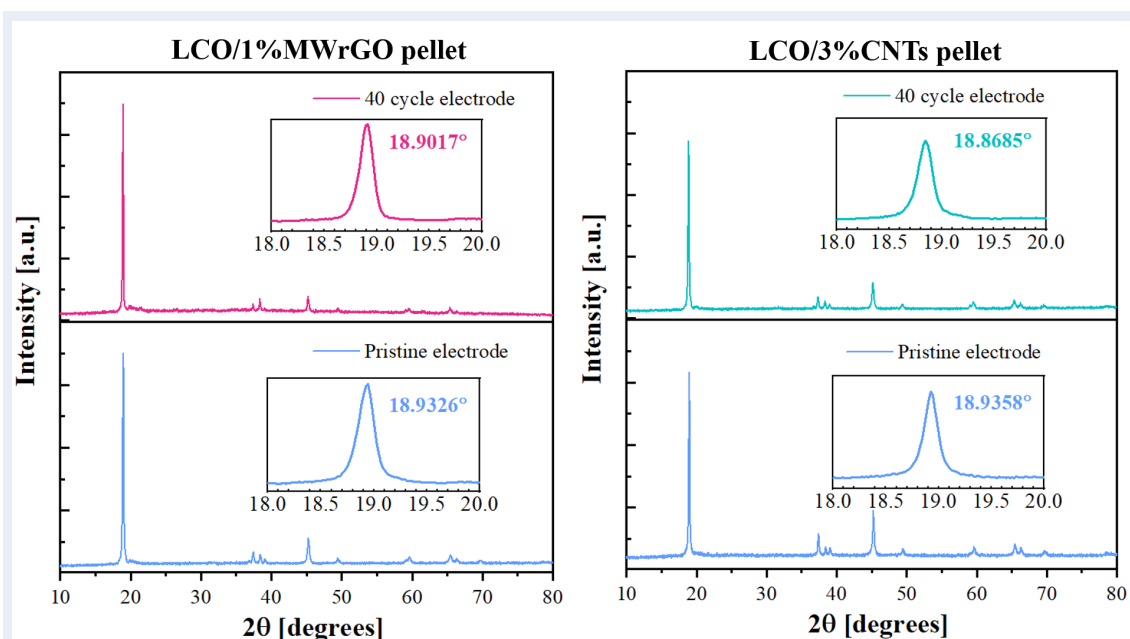 LCO/1%MWrGO pellet
Intensity [a.u.]
40 cycle electrode
18.9017°
18.0 18.5 19.0 19.5 20.0
Pristine electrode
18.9326°
18.0 18.5 19.0 19.5 20.0
10 20 30 40 50 60 70 80
2θ [degrees]
LCO/3%CNTs pellet
Intensity [a.u.]
40 cycle electrode
18.8685°
18.0 18.5 19.0 19.5 20.0
Pristine electrode
18.9358°
18.0 18.5 19.0 19.5 20.0
10 20 30 40 50 60 70 80
2θ [degrees]